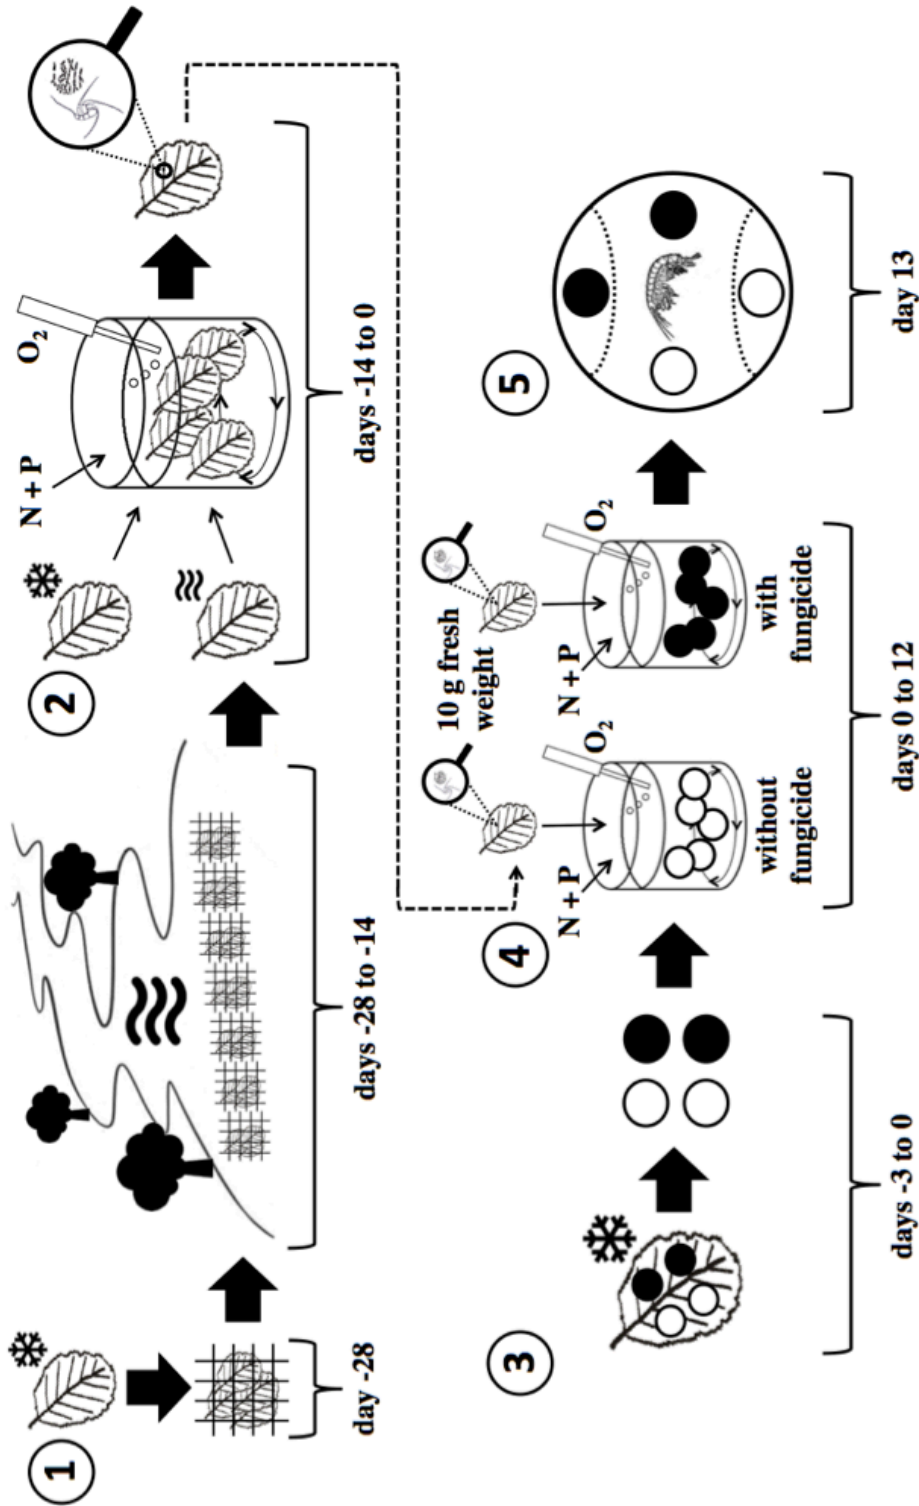 1
day -28
days -28 to -14
2
N + P
O₂
days -14 to 0
3
days -3 to 0
4
10 g fresh
weight
N + P
O₂
without
fungicide
N + P
O₂
with
fungicide
days 0 to 12
5
day 13